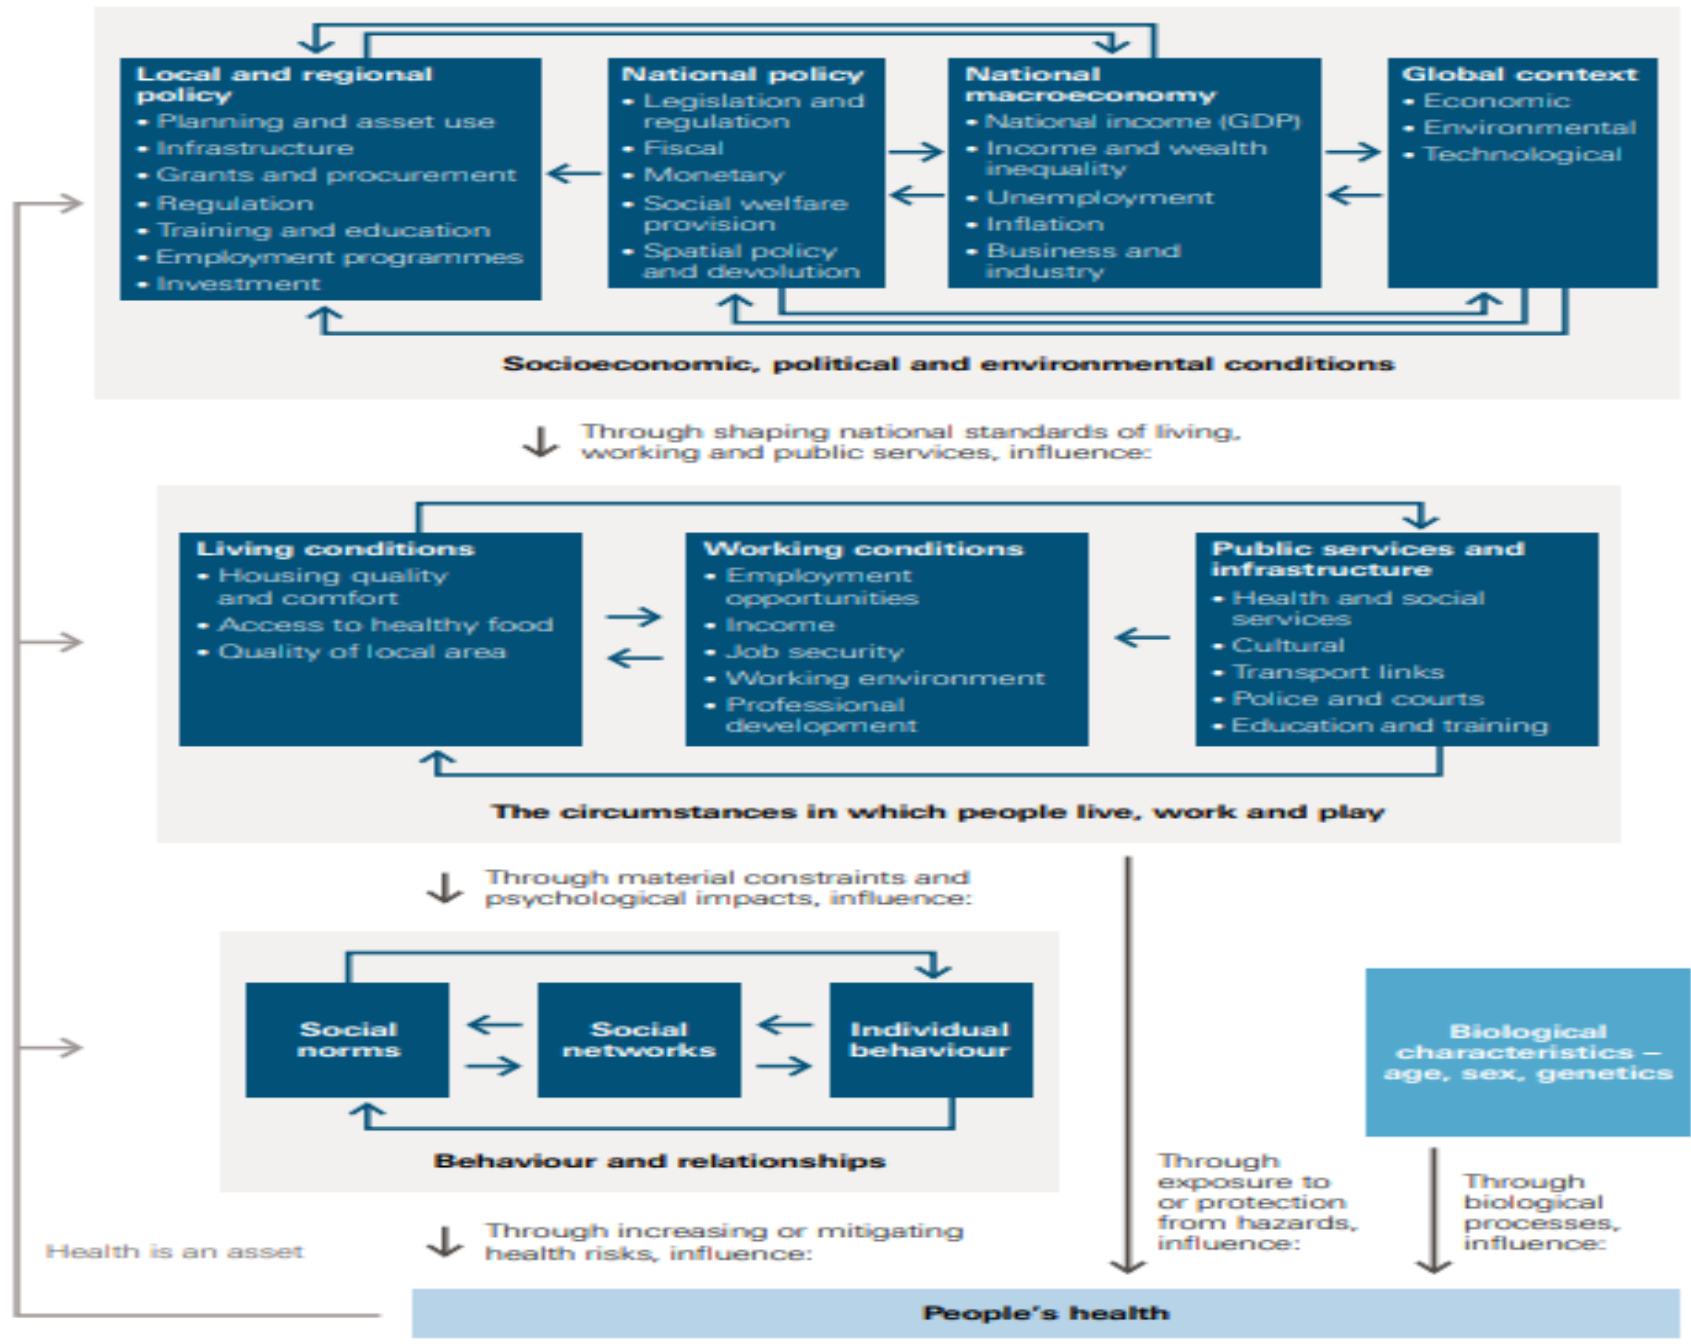 Local and regional
policy
• Planning and asset use
• Infrastructure
• Grants and procurement
• Regulation
• Training and education
• Employment programmes
• Investment
National policy
• Legislation and
regulation
• Fiscal
• Monetary
• Social welfare
provision
• Spatial policy
and devolution
National
macroeconomy
• National income (GDP)
• Income and wealth
inequality
• Unemployment
• Inflation
• Business and
industry
Global context
• Economic
• Environmental
• Technological
Socioeconomic, political and environmental conditions
Through shaping national standards of living,
working and public services, influence:
Living conditions
• Housing quality
and comfort
• Access to healthy food
• Quality of local area
Working conditions
• Employment
opportunities
• Income
• Job security
• Working environment
• Professional
development
Public services and
infrastructure
• Health and social
services
• Cultural
• Transport links
• Police and courts
• Education and training
The circumstances in which people live, work and play
Through material constraints and
psychological impacts, influence:
Social
norms
Social
networks
Individual
behaviour
Behaviour and relationships
Biological
characteristics –
age, sex, genetics
Through increasing or mitigating
health risks, influence:
Through
exposure to
or protection
from hazards,
influence:
Through
biological
processes,
influence:
Health is an asset
People's health